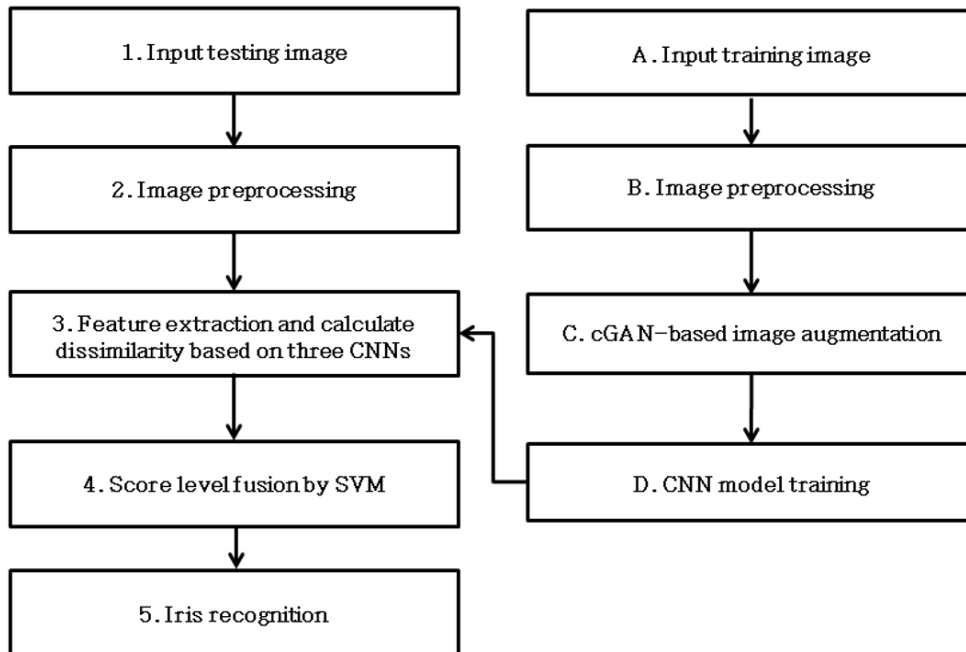 1. Input testing image
2. Image preprocessing
3. Feature extraction and calculate
dissimilarity based on three CNNs
4. Score level fusion by SVM
5. Iris recognition
A. Input training image
B. Image preprocessing
C. cGAN-based image augmentation
D. CNN model training